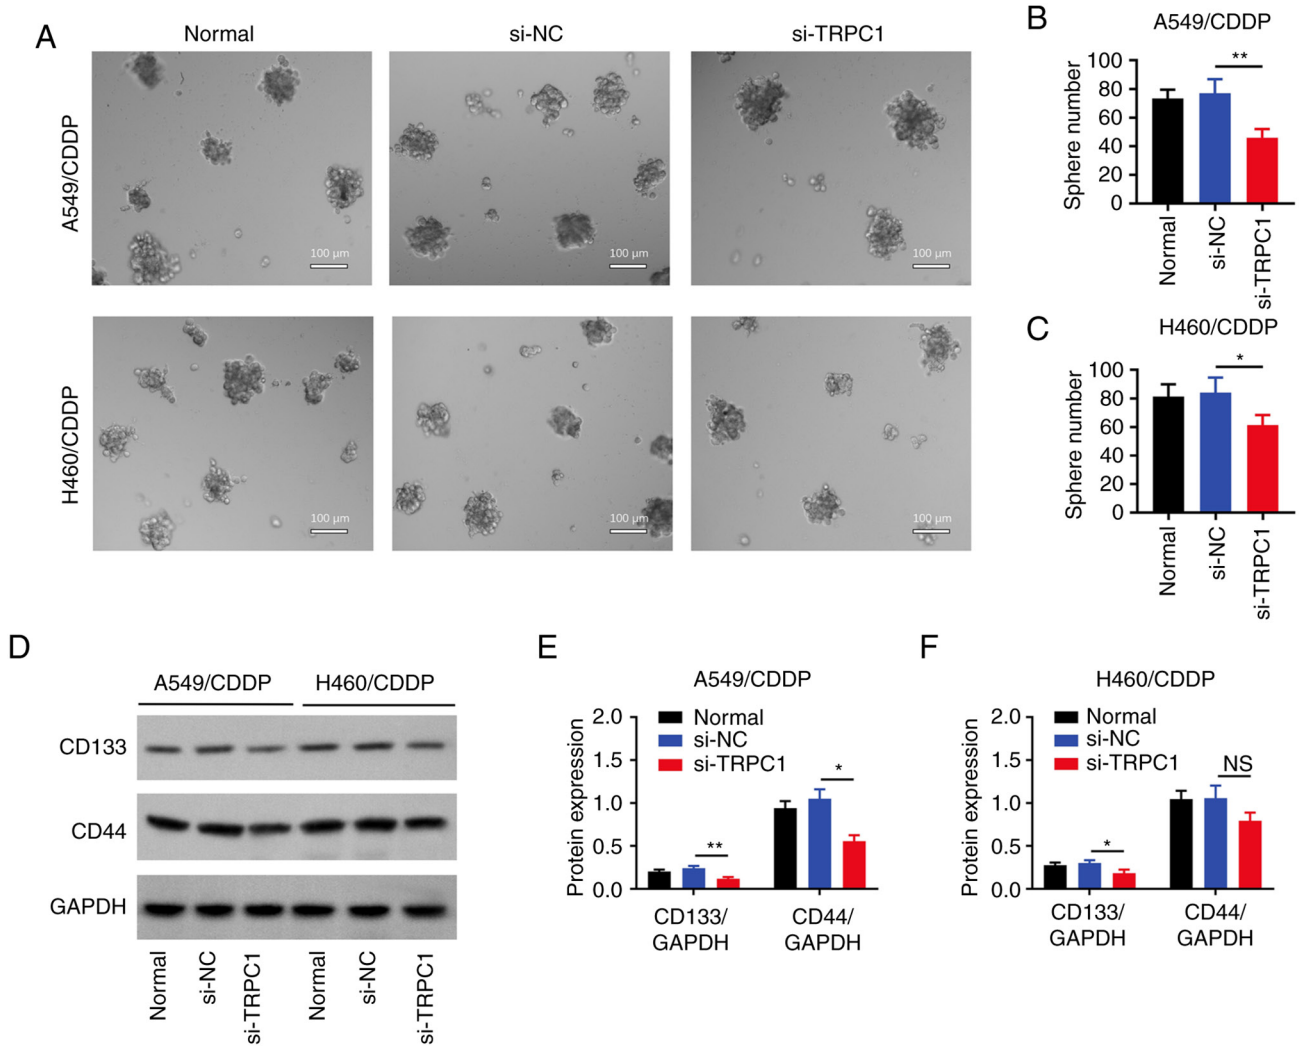 A
Normal
si-NC
si-TRPC1
A549/CDDP
100 µm
100 µm
100 µm
H460/CDDP
100 µm
100 µm
100 µm
B
A549/CDDP
Sphere number
100
80
60
40
20
0
**
Normal
si-NC
si-TRPC1
C
H460/CDDP
Sphere number
100
80
60
40
20
0
*
Normal
si-NC
si-TRPC1
D
A549/CDDP
H460/CDDP
CD133
CD44
GAPDH
Normal
si-NC
si-TRPC1
Normal
si-NC
si-TRPC1
E
A549/CDDP
Protein expression
2.0
1.5
1.0
0.5
0.0
Normal
si-NC
si-TRPC1
**
*
CD133/
GAPDH
CD44/
GAPDH
F
H460/CDDP
Protein expression
2.0
1.5
1.0
0.5
0.0
Normal
si-NC
si-TRPC1
*
NS
CD133/
GAPDH
CD44/
GAPDH